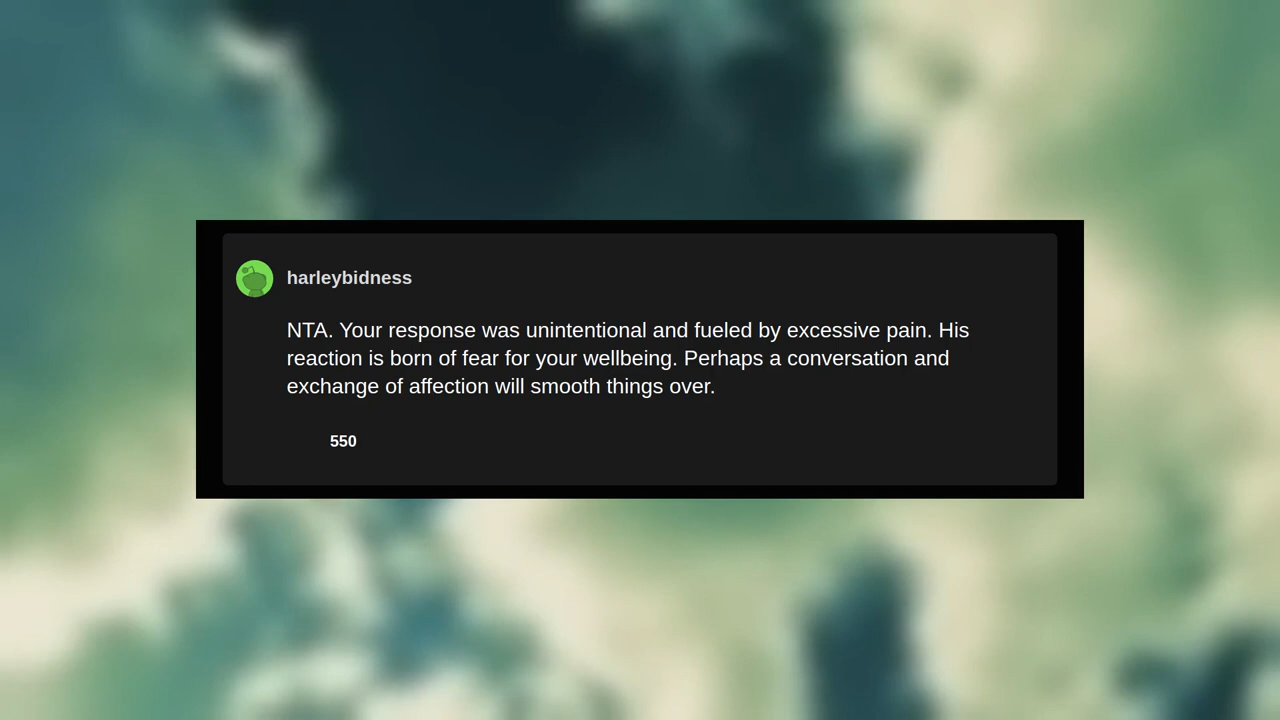 harleybidness
NTA. Your response was unintentional and fueled by excessive pain. His
reaction is born of fear for your wellbeing. Perhaps a conversation and
exchange of affection will smooth things over.
550